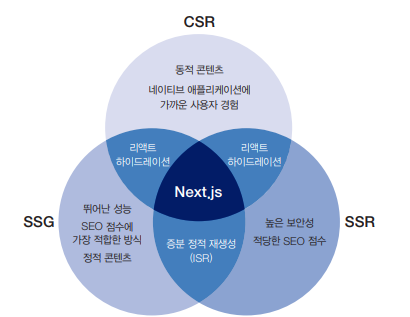 CSR
동적 콘텐츠
네이티브 애플리케이션에
가까운 사용자 경험
리액트
하이드레이션
리액트
하이드레이션
Next.js
SSG
뛰어난 성능
SEO 점수에
가장 적합한 방식
정적 콘텐츠
증분 정적 재생성
(ISR)
높은 보안성
적당한 SEO 점수
SSR